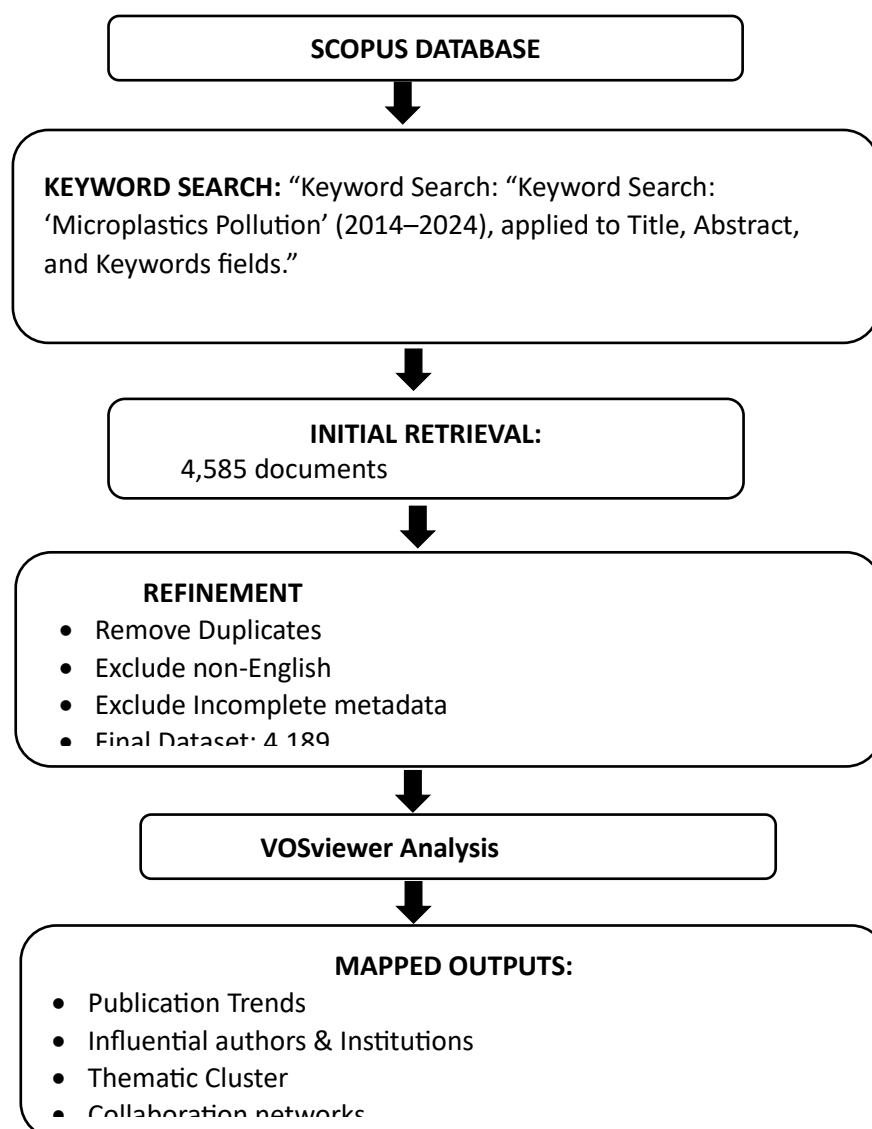 SCOPUS DATABASE
KEYWORD SEARCH: “Keyword Search: “Keyword Search:
‘Microplastics Pollution’ (2014–2024), applied to Title, Abstract,
and Keywords fields.”
INITIAL RETRIEVAL:
4,585 documents
REFINEMENT
• Remove Duplicates
• Exclude non-English
• Exclude Incomplete metadata
• Final Dataset: 4,189
VOSviewer Analysis
MAPPED OUTPUTS:
• Publication Trends
• Influential authors & Institutions
• Thematic Cluster
• Collaboration networks